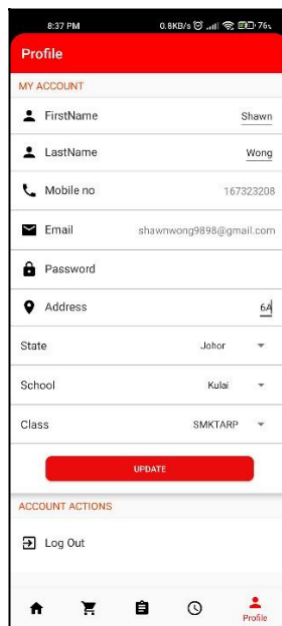 8:37 PM 0.8KB/s 76%
Profile
MY ACCOUNT
FirstName Shawn
LastName Wong
Mobile no 167323208
Email shawnwong9898@gmail.com
Password
Address 6A
State Johor
School Kulai
Class SMKTARP
UPDATE
ACCOUNT ACTIONS
Log Out
Profile